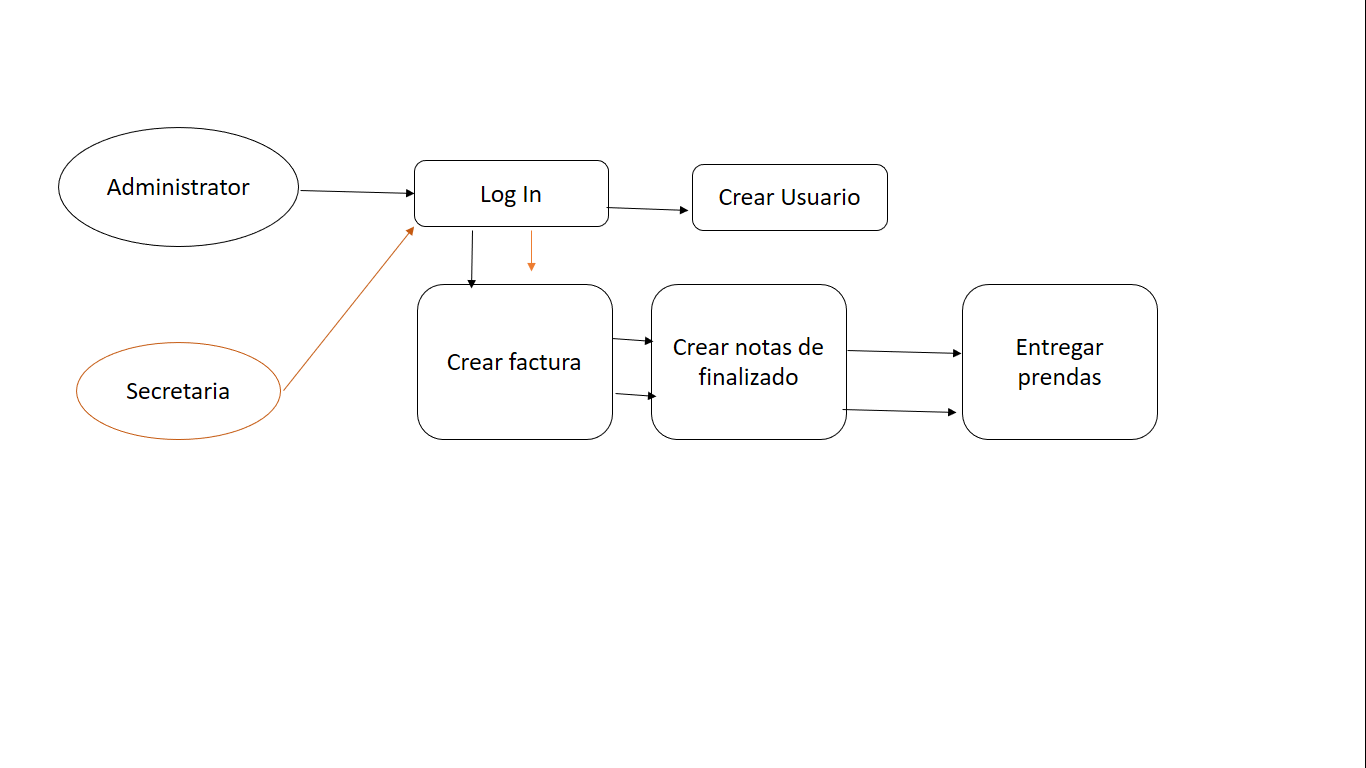 Administrator
Log In
Crear Usuario
Secretaria
Crear factura
Crear notas de
finalizado
Entregar
prendas